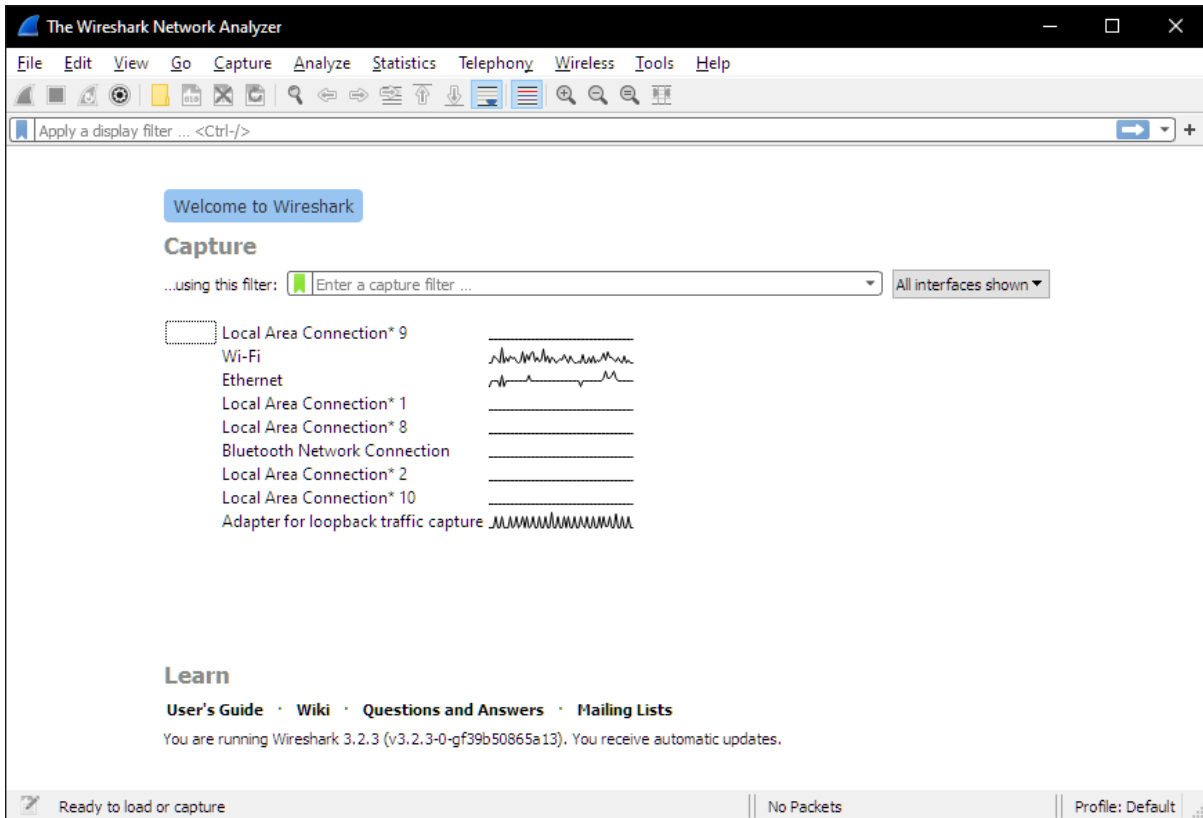 The Wireshark Network Analyzer
File Edit View Go Capture Analyze Statistics Telephony Wireless Tools Help
Apply a display filter ... <Ctrl-/>
Welcome to Wireshark
Capture
...using this filter: Enter a capture filter ... All interfaces shown
Local Area Connection* 9
Wi-Fi
Ethernet
Local Area Connection* 1
Local Area Connection* 8
Bluetooth Network Connection
Local Area Connection* 2
Local Area Connection* 10
Adapter for loopback traffic capture
Learn
User's Guide · Wiki · Questions and Answers · Mailing Lists
You are running Wireshark 3.2.3 (v3.2.3-0-gf39b50865a13). You receive automatic updates.
Ready to load or capture No Packets Profile: Default